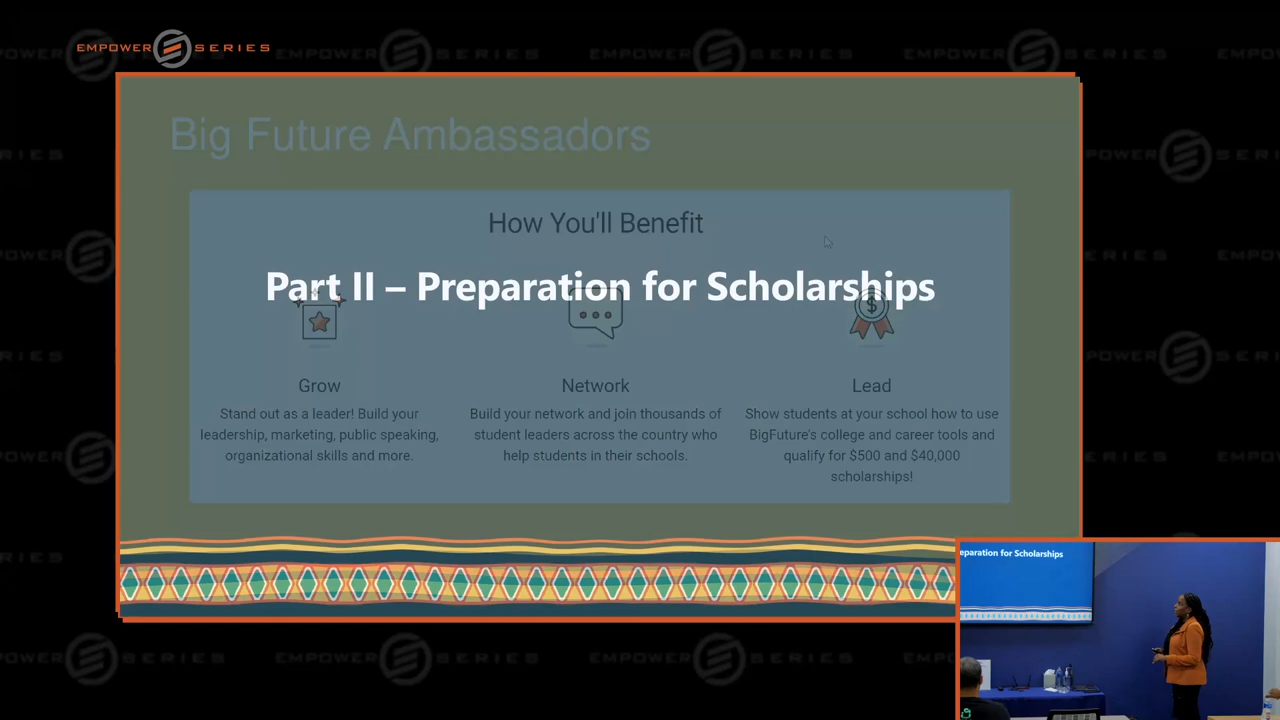 EMPOWER SERIES
Big Future Ambassadors
How You'll Benefit
Part II – Preparation for Scholarships
Grow
Stand out as a leader! Build your
leadership, marketing, public speaking,
organizational skills and more.
Network
Build your network and join thousands of
student leaders across the country who
help students in their schools.
Lead
Show students at your school how to use
BigFuture's college and career tools and
qualify for $500 and $40,000
scholarships!
eparation for Scholarships